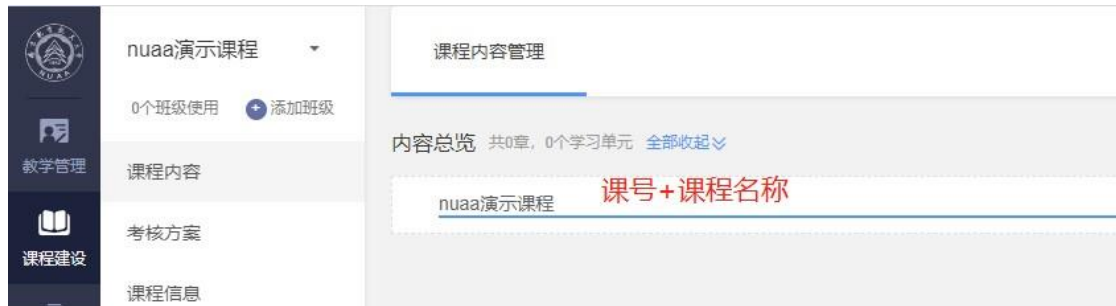 NUAA
教学管理
课程建设
nuaa演示课程
0个班级使用 添加班级
课程内容
考核方案
课程信息
课程内容管理
内容总览 共0章, 0个学习单元 全部收起
nuaa演示课程 课号+课程名称